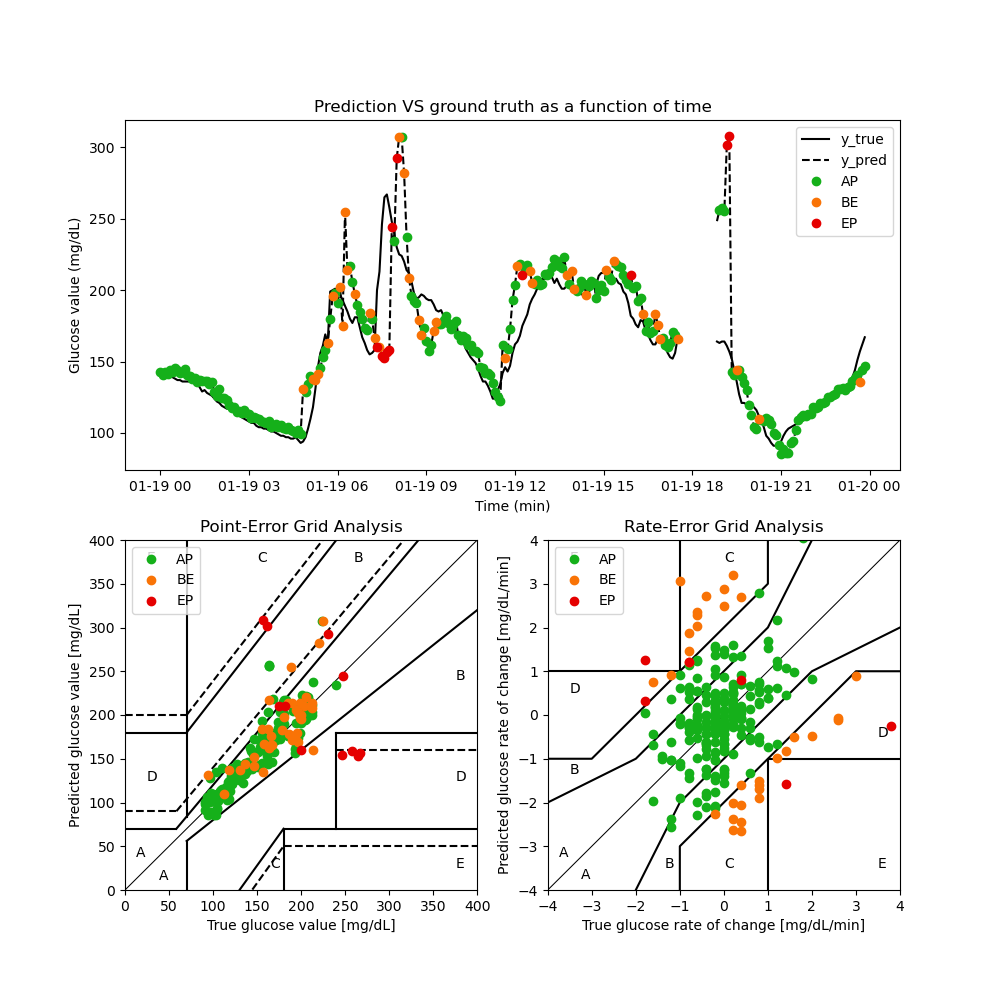 Prediction VS ground truth as a function of time
Glucose value (mg/dL)
300
250
200
150
100
y_true
y_pred
AP
BE
EP
01-19 00 01-19 03 01-19 06 01-19 09 01-19 12 01-19 15 01-19 18 01-19 21 01-20 00
Time (min)
Point-Error Grid Analysis
Predicted glucose value [mg/dL]
400
350
300
250
200
150
100
50
0
AP
BE
EP
C
B
B
D
D
A
A
C
E
0 50 100 150 200 250 300 350 400
True glucose value [mg/dL]
Rate-Error Grid Analysis
Predicted glucose rate of change [mg/dL/min]
4
3
2
1
0
−1
−2
−3
−4
AP
BE
EP
C
D
D
B
A
A
B
C
E
−4 −3 −2 −1 0 1 2 3 4
True glucose rate of change [mg/dL/min]